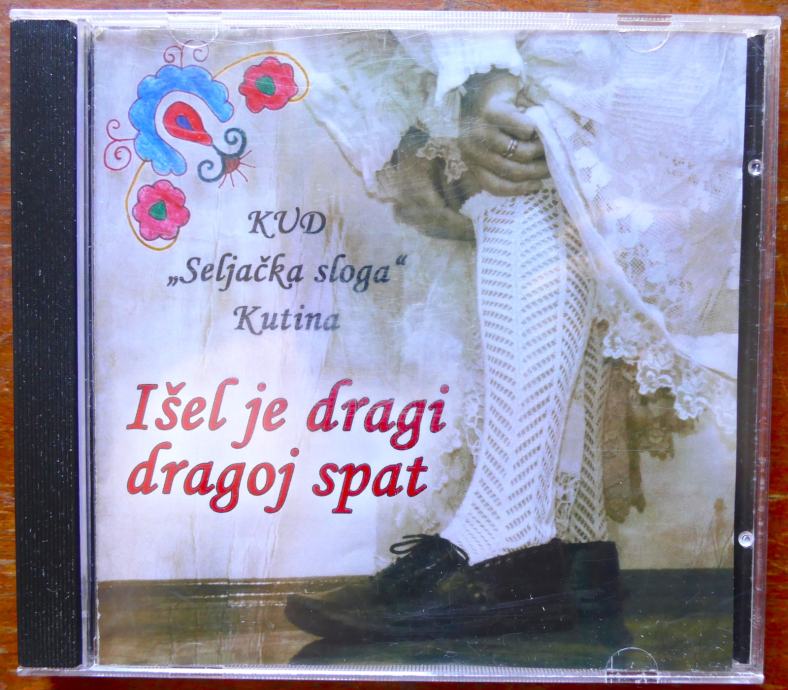 KUD
„Seljačka sloga“
Kutina
Išel je dragi
dragoj spat